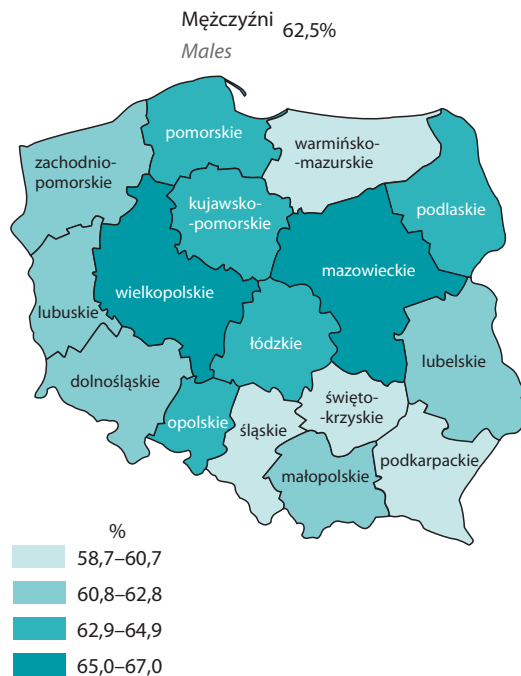 Mężczyźni 62,5%
Males
pomorskie
warmińsko-
-mazurskie
zachodnio-
pomorskie
kujawsko-
-pomorskie
podlaskie
mazowieckie
wielkopolskie
lubuskie
łódzkie
lubelskie
dolnośląskie
święto-
-krzyskie
opolskie
śląskie
podkarpackie
małopolskie
%
58,7–60,7
60,8–62,8
62,9–64,9
65,0–67,0